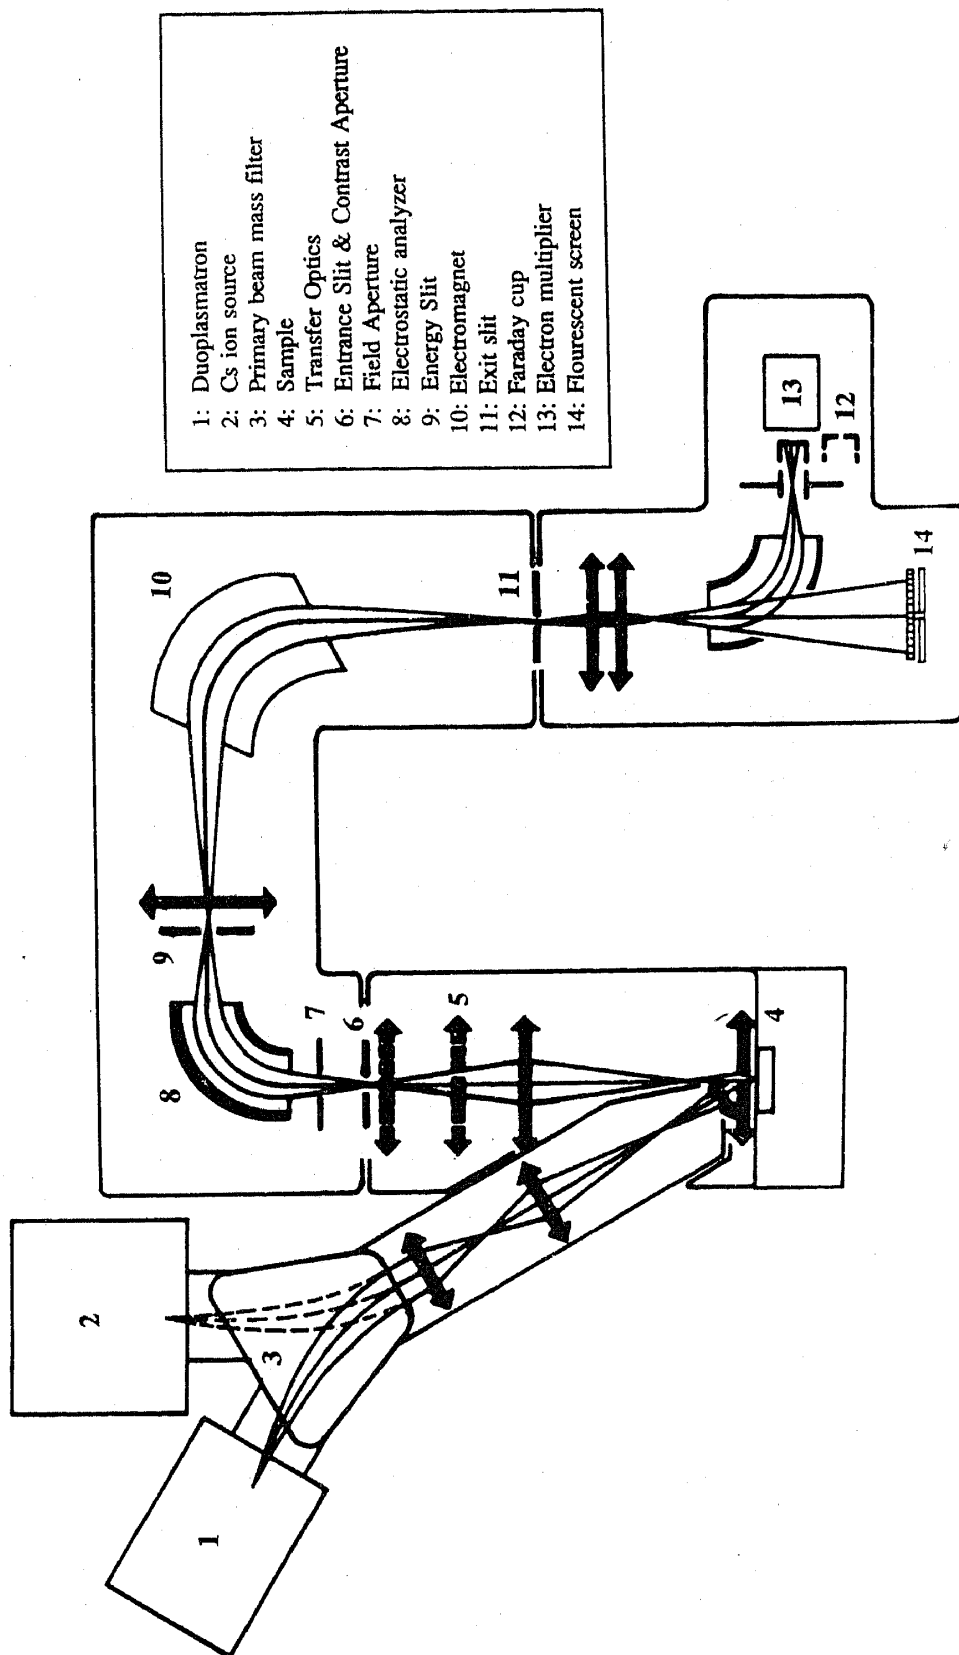 1: Duoplasmatron
2: Cs ion source
3: Primary beam mass filter
4: Sample
5: Transfer Optics
6: Entrance Slit & Contrast Aperture
7: Field Aperture
8: Electrostatic analyzer
9: Energy Slit
10: Electromagnet
11: Exit slit
12: Faraday cup
13: Electron multiplier
14: Flourescent screen
1
2
3
4
5
6
7
8
9
10
11
12
13
14